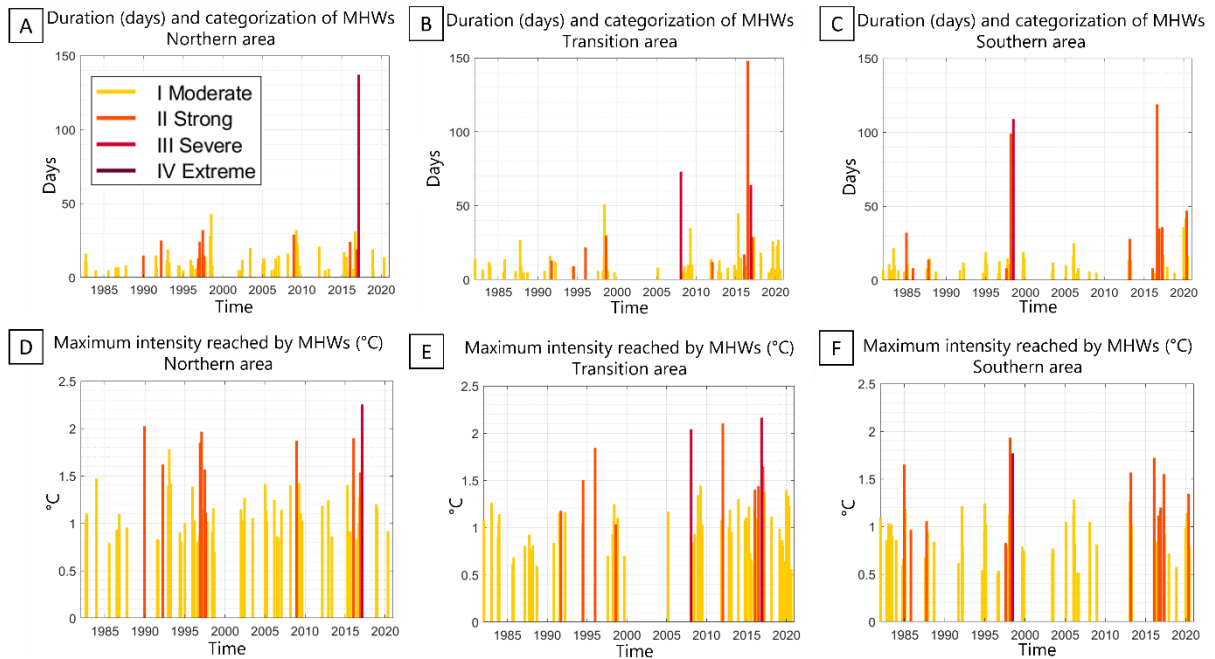 A
Duration (days) and categorization of MHWs
Northern area
150
100
50
0
Days
I Moderate
II Strong
III Severe
IV Extreme
1985 1990 1995 2000 2005 2010 2015 2020
Time
B
Duration (days) and categorization of MHWs
Transition area
150
100
50
0
Days
1985 1990 1995 2000 2005 2010 2015 2020
Time
C
Duration (days) and categorization of MHWs
Southern area
150
100
50
0
Days
1985 1990 1995 2000 2005 2010 2015 2020
Time
D
Maximum intensity reached by MHWs (°C)
Northern area
2.5
2
1.5
1
0.5
0
°C
1985 1990 1995 2000 2005 2010 2015 2020
Time
E
Maximum intensity reached by MHWs (°C)
Transition area
2.5
2
1.5
1
0.5
0
°C
1985 1990 1995 2000 2005 2010 2015 2020
Time
F
Maximum intensity reached by MHWs (°C)
Southern area
2.5
2
1.5
1
0.5
0
°C
1985 1990 1995 2000 2005 2010 2015 2020
Time